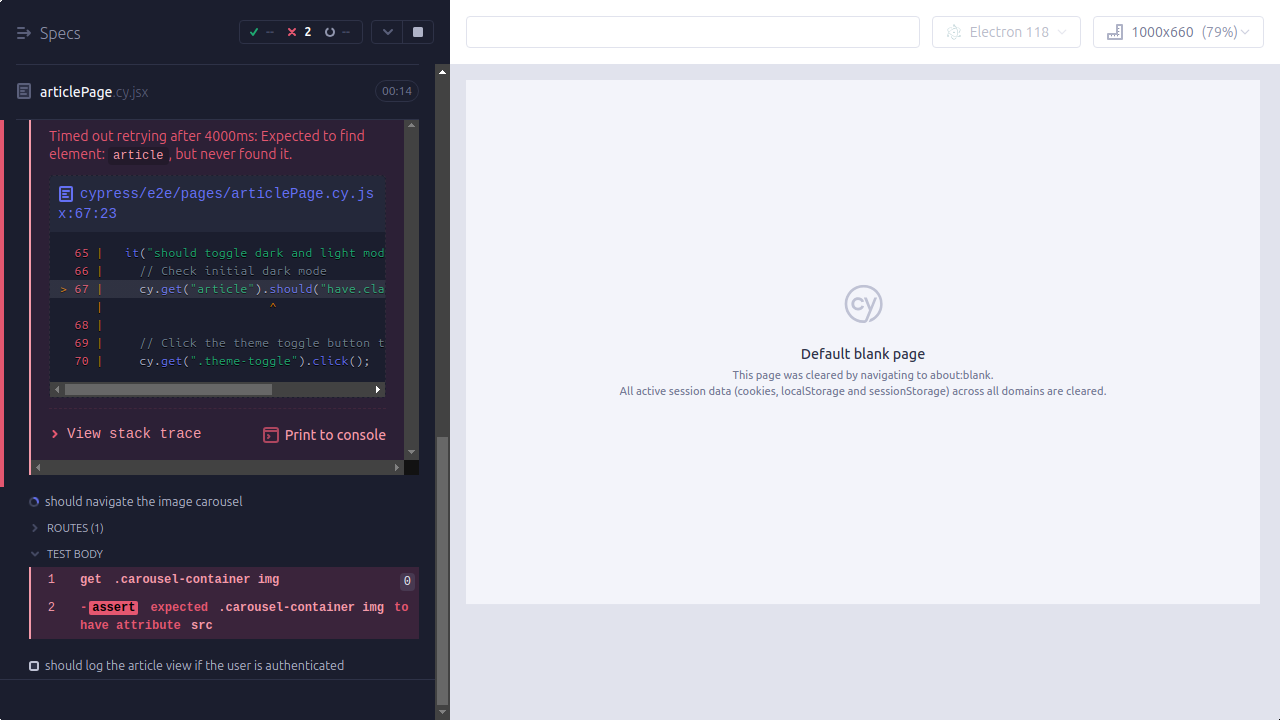 Specs
--
2
--
Electron 118
1000x660 (79%)
articlePage.cy.jsx
00:14
Timed out retrying after 4000ms: Expected to find
element: article, but never found it.
cypress/e2e/pages/articlePage.cy.js
x:67:23
65 | it("should toggle dark and light mod
66 | // Check initial dark mode
> 67 | cy.get("article").should("have.cla
| ^
68 |
69 | // Click the theme toggle button t
70 | cy.get(".theme-toggle").click();
View stack trace
Print to console
should navigate the image carousel
ROUTES (1)
TEST BODY
1 get .carousel-container img 0
2 -assert expected .carousel-container img to
have attribute src
should log the article view if the user is authenticated
cy
Default blank page
This page was cleared by navigating to about:blank.
All active session data (cookies, localStorage and sessionStorage) across all domains are cleared.